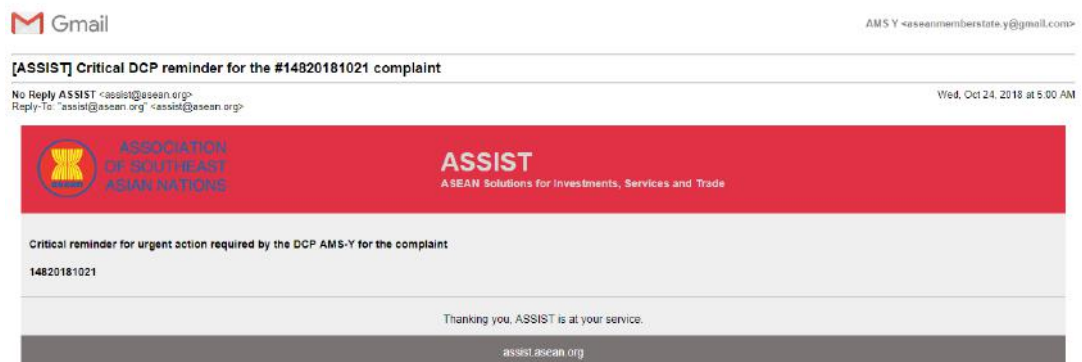 Gmail
AMS Y <aseanmemberstate.y@gmail.com>
[ASSIST] Critical DCP reminder for the #14820181021 complaint
No Reply ASSIST <assist@asean.org>
Wed, Oct 24, 2018 at 5:00 AM
Reply-To: "assist@asean.org" <assist@asean.org>
ASSOCIATION
OF SOUTHEAST
ASIAN NATIONS
ASSIST
ASEAN Solutions for Investments, Services and Trade
Critical reminder for urgent action required by the DCP AMS-Y for the complaint
14820181021
Thanking you, ASSIST is at your service.
assist.asean.org